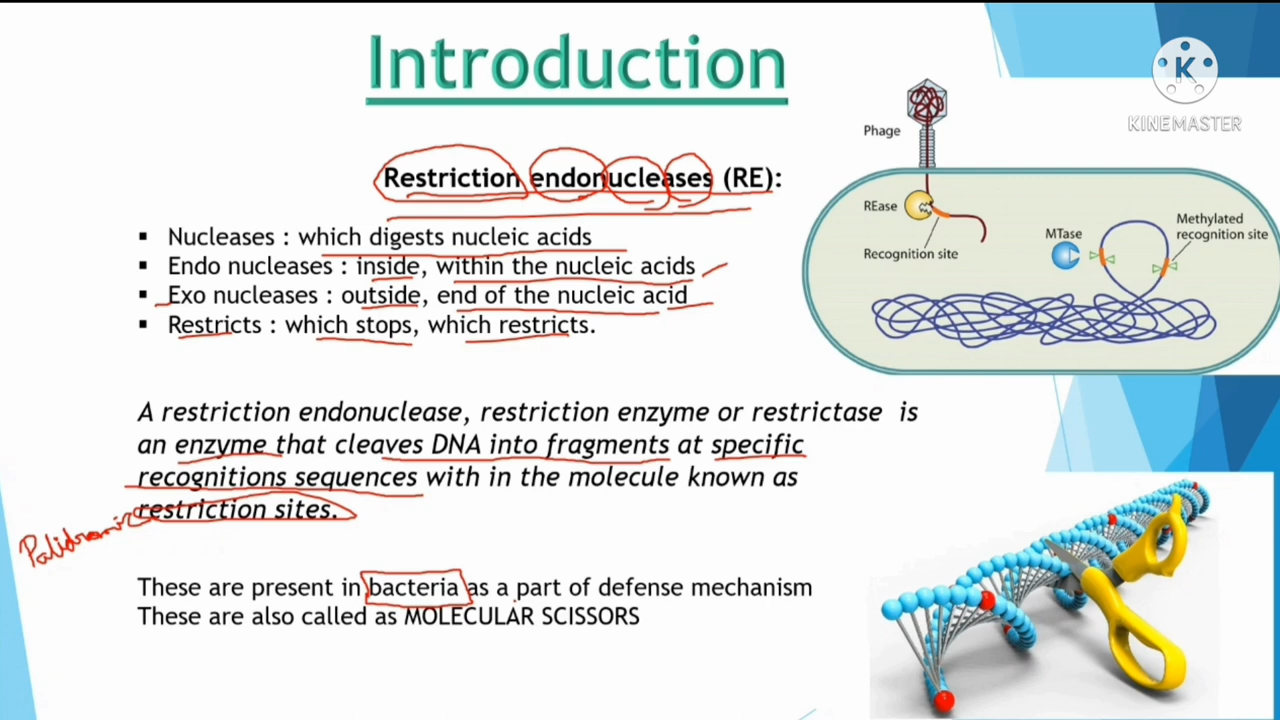 Introduction
KINEMASTER
Restriction endonucleases (RE):
▪ Nucleases : which digests nucleic acids
▪ Endo nucleases : inside, within the nucleic acids
▪ Exo nucleases : outside, end of the nucleic acid
▪ Restricts : which stops, which restricts.
Phage
REase
Recognition site
MTase
Methylated
recognition site
A restriction endonuclease, restriction enzyme or restrictase is
an enzyme that cleaves DNA into fragments at specific
recognitions sequences with in the molecule known as
restriction sites.
These are present in bacteria as a part of defense mechanism
These are also called as MOLECULAR SCISSORS